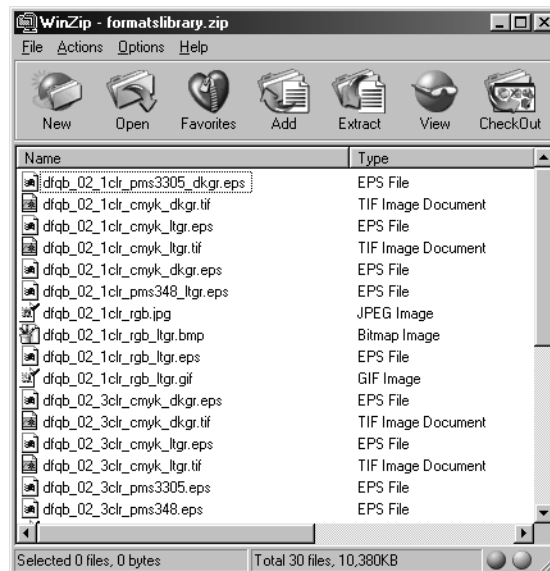 WinZip - formatslibrary.zip
File Actions Options Help
New Open Favorites Add Extract View CheckOut
Name Type
dfqb_02_1clr_pms3305_dkgr.eps EPS File
dfqb_02_1clr_cmyk_dkgr.tif TIF Image Document
dfqb_02_1clr_cmyk_ltgr.eps EPS File
dfqb_02_1clr_cmyk_ltgr.tif TIF Image Document
dfqb_02_1clr_cmyk_dkgr.eps EPS File
dfqb_02_1clr_pms348_ltgr.eps EPS File
dfqb_02_1clr_rgb.jpg JPEG Image
dfqb_02_1clr_rgb_ltgr.bmp Bitmap Image
dfqb_02_1clr_rgb_ltgr.eps EPS File
dfqb_02_1clr_rgb_ltgr.gif GIF Image
dfqb_02_3clr_cmyk_dkgr.eps EPS File
dfqb_02_3clr_cmyk_dkgr.tif TIF Image Document
dfqb_02_3clr_cmyk_ltgr.eps EPS File
dfqb_02_3clr_cmyk_ltgr.tif TIF Image Document
dfqb_02_3clr_pms3305.eps EPS File
dfqb_02_3clr_pms348.eps EPS File
Selected 0 files, 0 bytes Total 30 files, 10,380KB